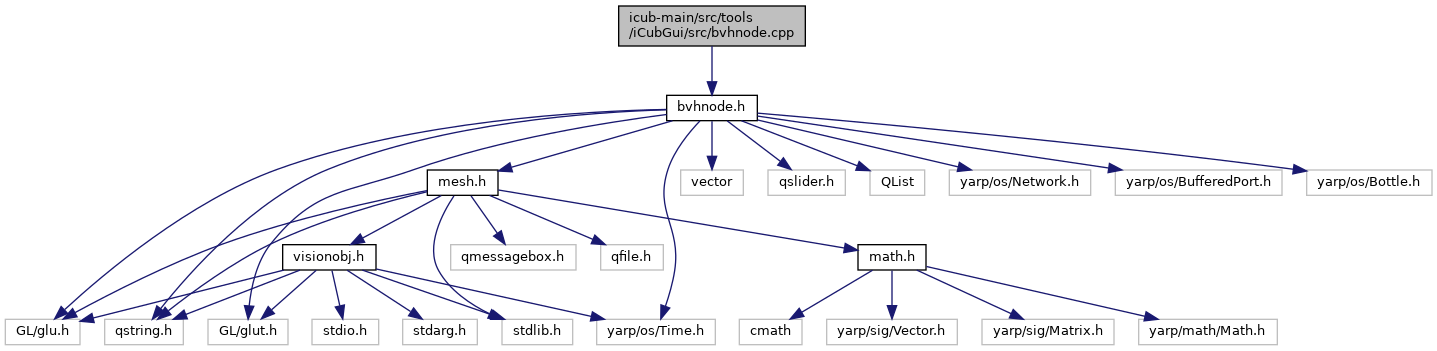 icub-main/src/tools
/iCubGui/src/bvhnode.cpp
bvhnode.h
mesh.h
vector
qslider.h
QList
yarp/os/Network.h
yarp/os/BufferedPort.h
yarp/os/Bottle.h
visionobj.h
qmessagebox.h
qfile.h
math.h
GL/glu.h
qstring.h
GL/glut.h
stdio.h
stdarg.h
stdlib.h
yarp/os/Time.h
cmath
yarp/sig/Vector.h
yarp/sig/Matrix.h
yarp/math/Math.h